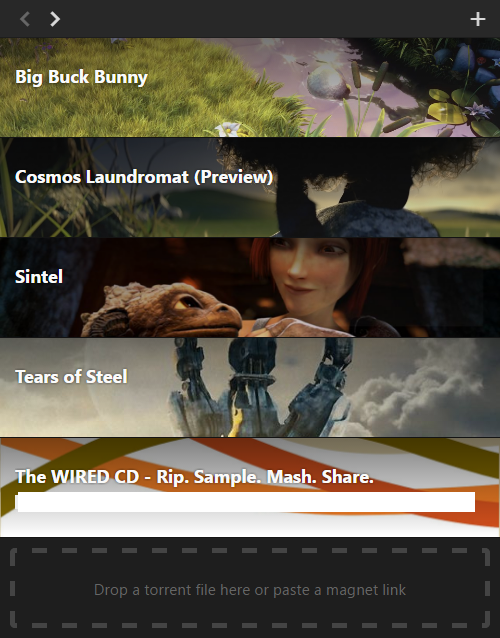 Big Buck Bunny
Cosmos Laundromat (Preview)
Sintel
Tears of Steel
The WIRED CD - Rip. Sample. Mash. Share.
Drop a torrent file here or paste a magnet link